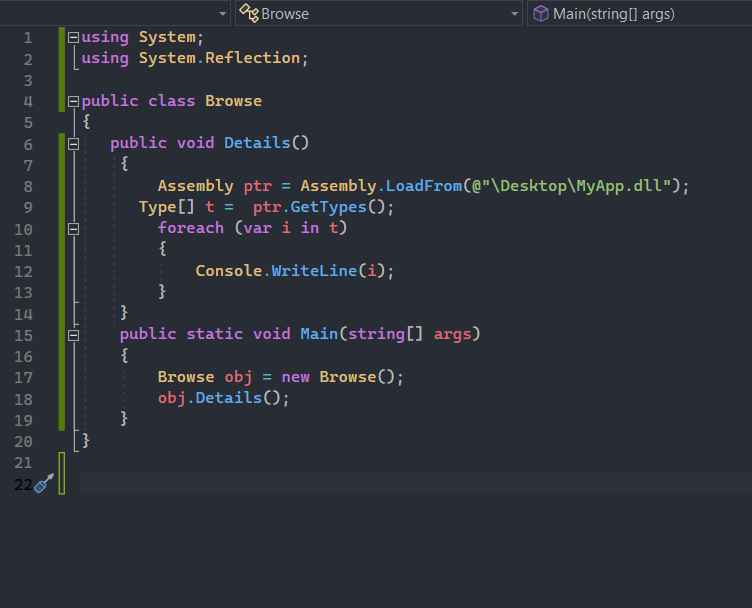 Browse Main(string[] args)
1 using System;
2 using System.Reflection;
3
4 public class Browse
5 {
6 public void Details()
7 {
8 Assembly ptr = Assembly.LoadFrom(@"\Desktop\MyApp.dll");
9 Type[] t =  ptr.GetTypes();
10 foreach (var i in t)
11 {
12 Console.WriteLine(i);
13 }
14 }
15 public static void Main(string[] args)
16 {
17 Browse obj = new Browse();
18 obj.Details();
19 }
20 }
21
22